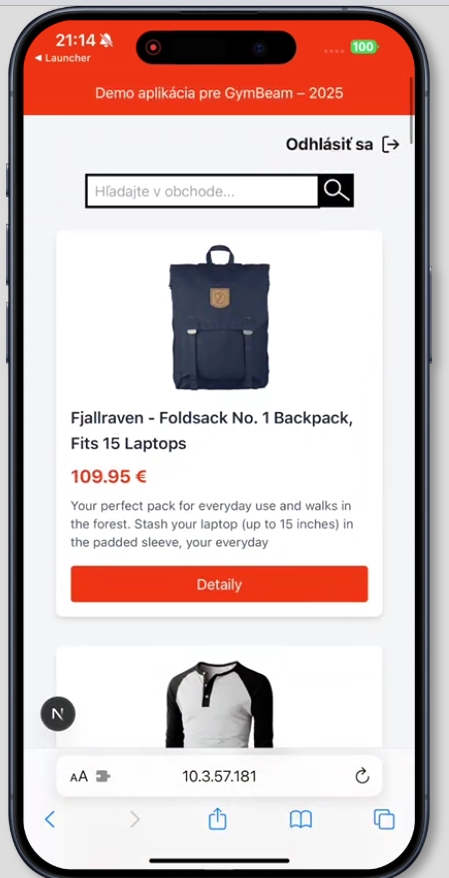 21:14
100
Launcher
Demo aplikácia pre GymBeam – 2025
Odhlásiť sa
Hľadajte v obchode...
Fjallraven - Foldsack No. 1 Backpack,
Fits 15 Laptops
109.95 €
Your perfect pack for everyday use and walks in
the forest. Stash your laptop (up to 15 inches) in
the padded sleeve, your everyday
Detaily
N
AA
10.3.57.181